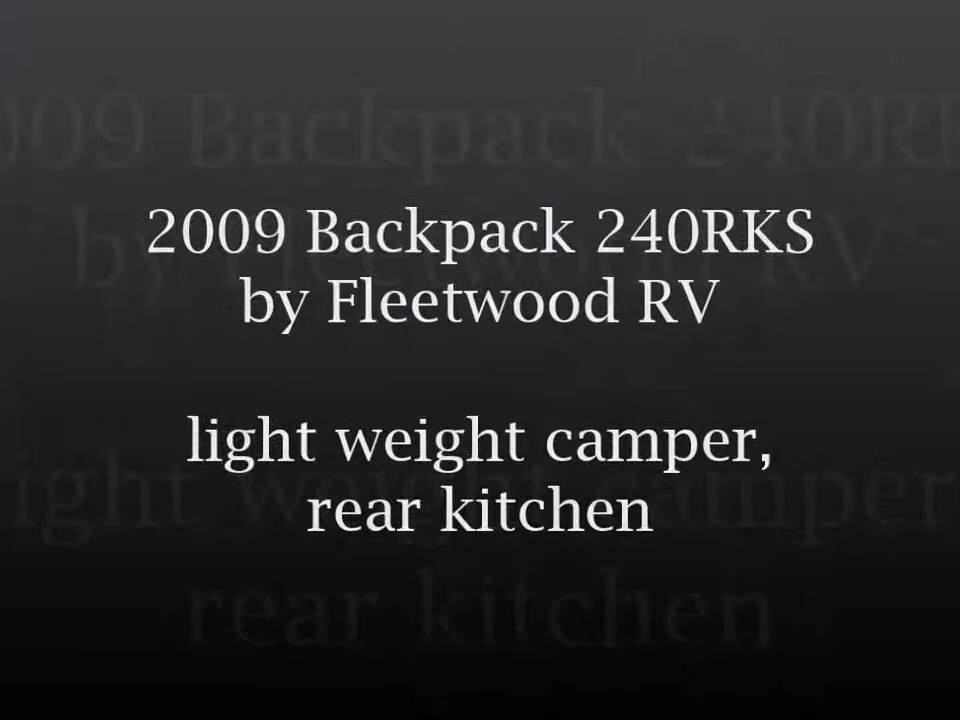 2009 Backpack 240RKS
by Fleetwood RV
light weight camper,
rear kitchen